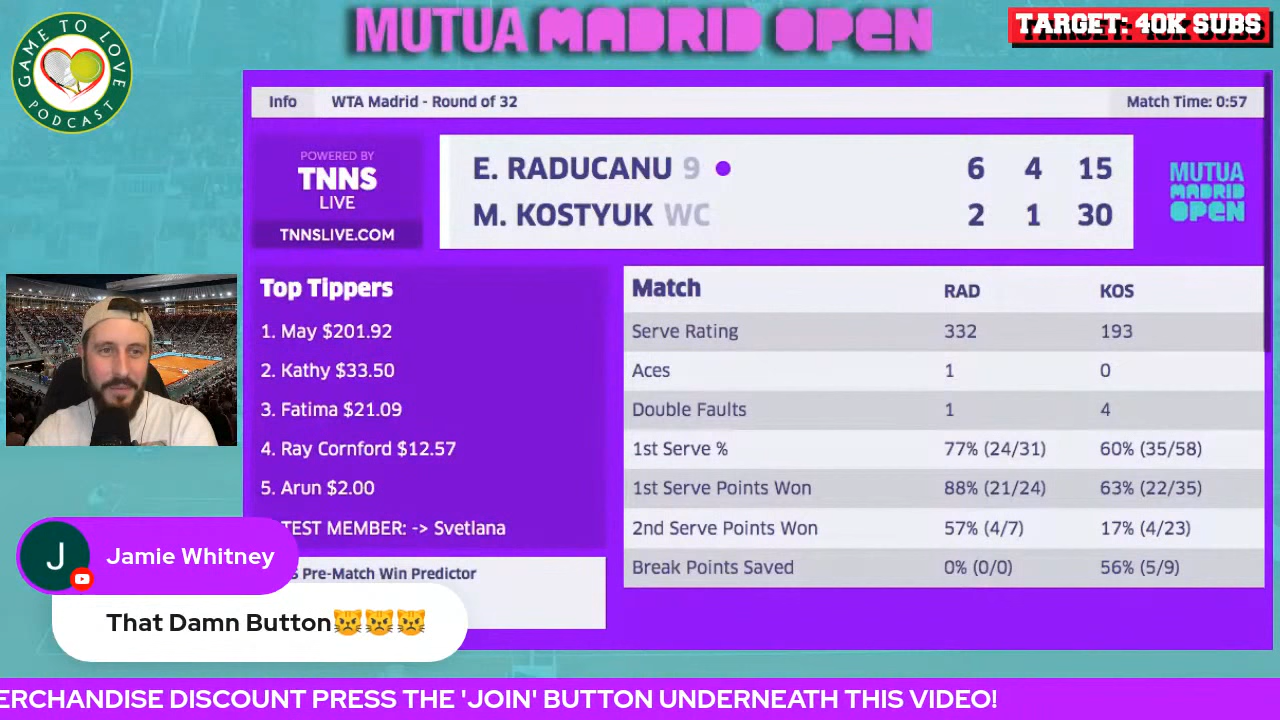 GAME TO LOVE
PODCAST
MUTUA MADRID OPEN
TARGET: 40K SUBS
Info
WTA Madrid - Round of 32
Match Time: 0:57
POWERED BY
TNNS
LIVE
TNNSLIVE.COM
E. RADUCANU 9 6 4 15
M. KOSTYUK WC 2 1 30
MUTUA
MADRID
OPEN
Top Tippers
1. May $201.92
2. Kathy $33.50
3. Fatima $21.09
4. Ray Cornford $12.57
5. Arun $2.00
TEST MEMBER: -> Svetlana
Pre-Match Win Predictor
Match RAD KOS
Serve Rating 332 193
Aces 1 0
Double Faults 1 4
1st Serve % 77% (24/31) 60% (35/58)
1st Serve Points Won 88% (21/24) 63% (22/35)
2nd Serve Points Won 57% (4/7) 17% (4/23)
Break Points Saved 0% (0/0) 56% (5/9)
J
Jamie Whitney
That Damn Button😾😾😾
ERCHANDISE DISCOUNT PRESS THE 'JOIN' BUTTON UNDERNEATH THIS VIDEO!